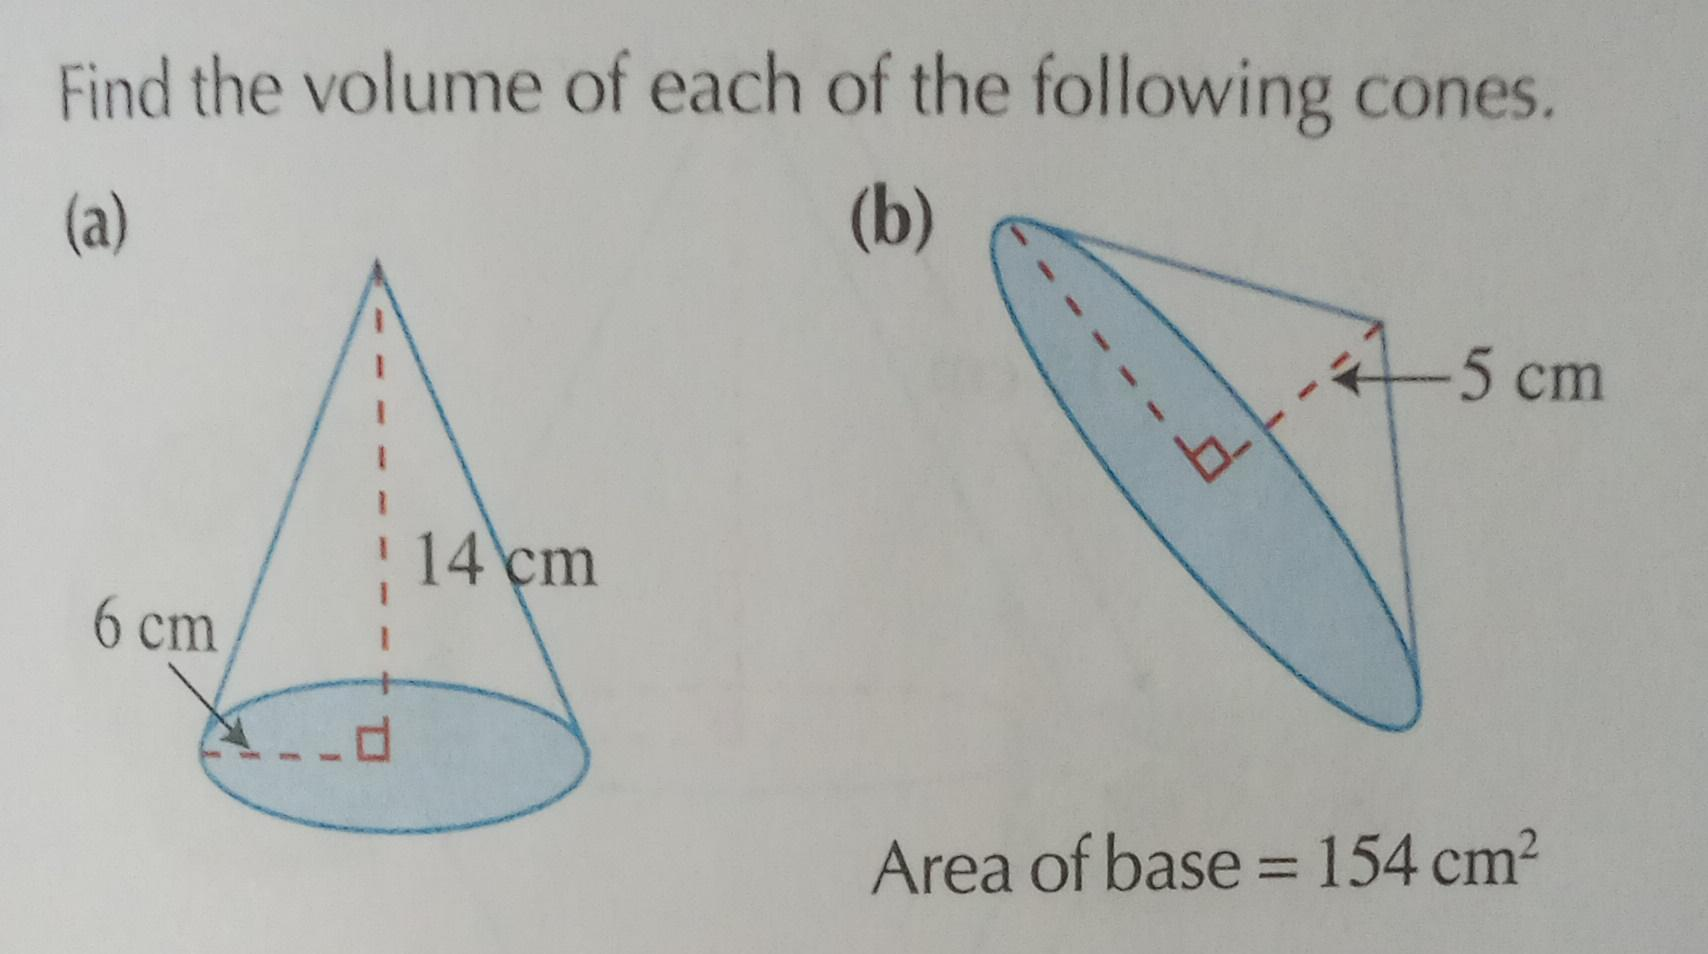 Find the volume of each of the following cones.
(a)
(b)
5 cm
14 cm
6 cm
Area of base = 154 cm²